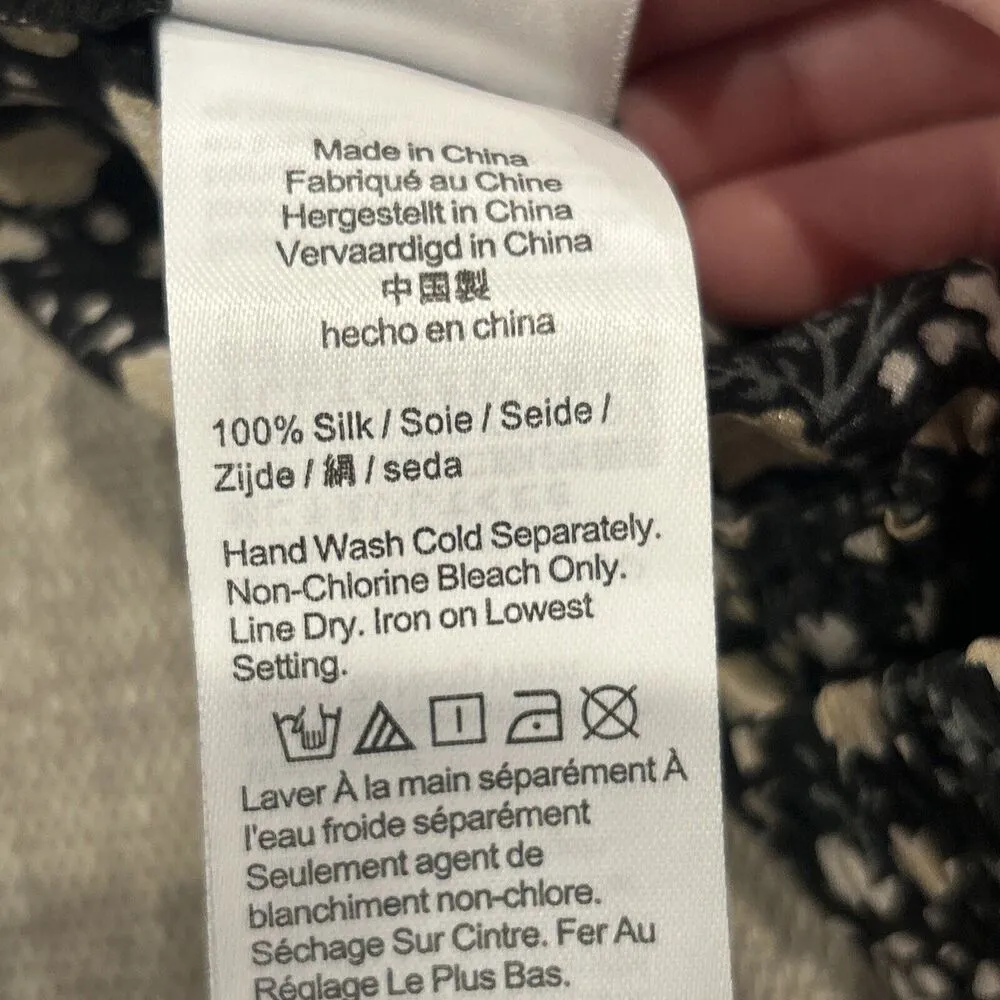 Made in China
Fabriqué au Chine
Hergestellt in China
Vervaardigd in China
中国製
hecho en china
100% Silk / Soie / Seide /
Zijde / 絹 / seda
Hand Wash Cold Separately.
Non-Chlorine Bleach Only.
Line Dry. Iron on Lowest
Setting.
Laver À la main séparément À
l'eau froide séparément
Seulement agent de
blanchiment non-chlore.
Séchage Sur Cintre. Fer Au
Réglage Le Plus Bas.